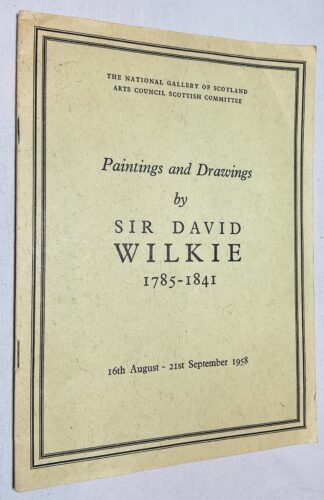 THE NATIONAL GALLERY OF SCOTLAND
ARTS COUNCIL SCOTTISH COMMITTEE
Paintings and Drawings
by
SIR DAVID
WILKIE
1785-1841
16th August - 21st September 1958